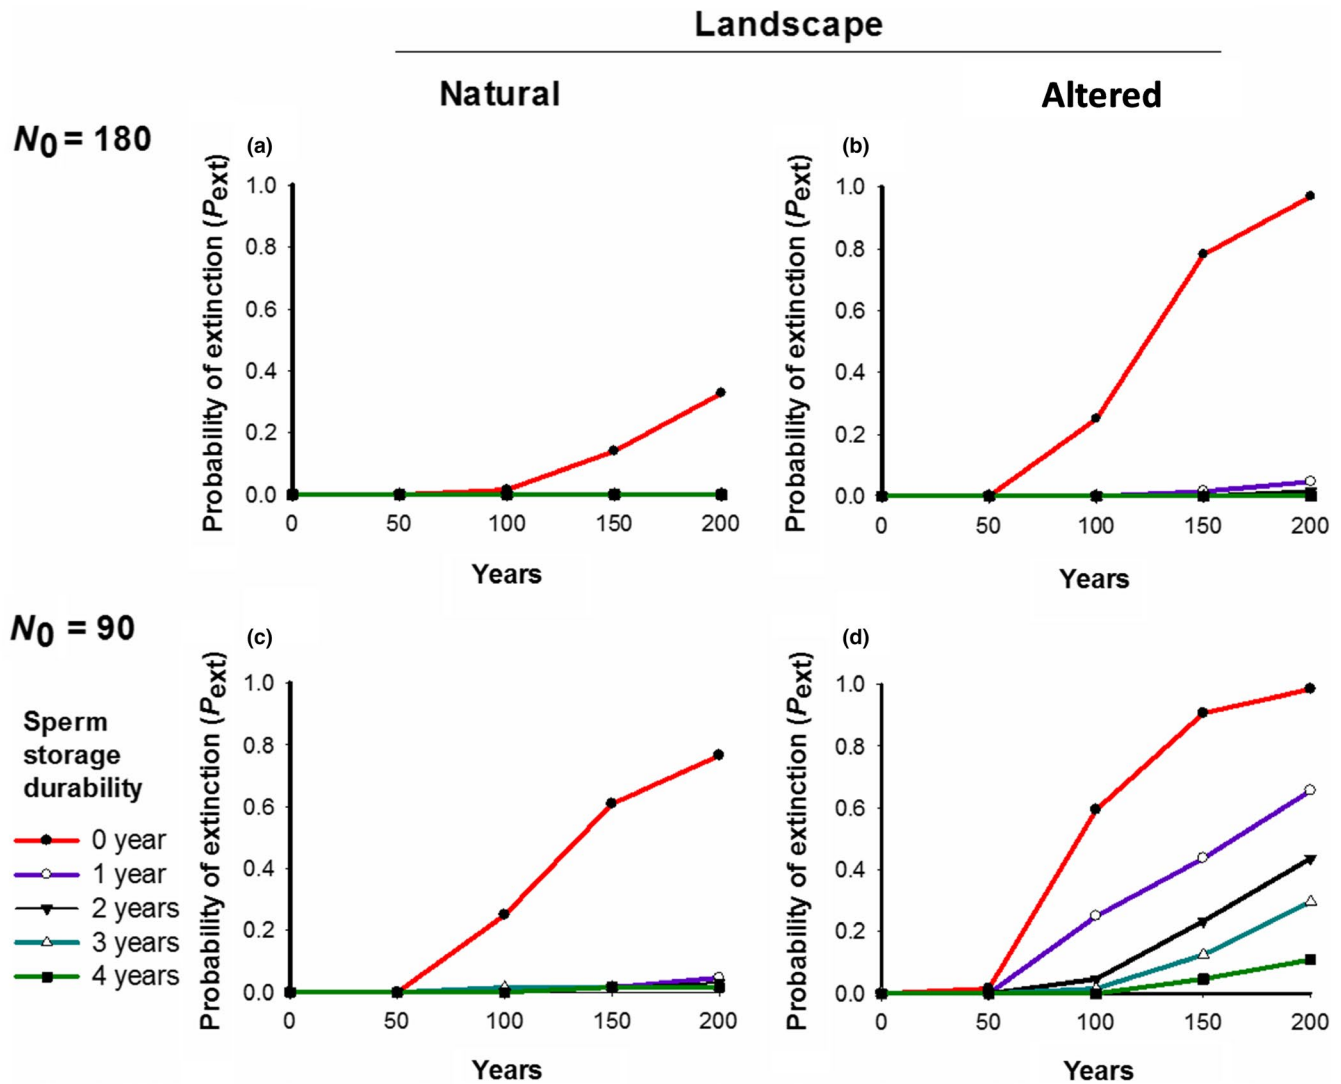 Landscape
Natural
Altered
N0 = 180
(a)
Probability of extinction (Pext)
1.0
0.8
0.6
0.4
0.2
0.0
0 50 100 150 200
Years
(b)
Probability of extinction (Pext)
1.0
0.8
0.6
0.4
0.2
0.0
0 50 100 150 200
Years
N0 = 90
(c)
Probability of extinction (Pext)
1.0
0.8
0.6
0.4
0.2
0.0
0 50 100 150 200
Years
(d)
Probability of extinction (Pext)
1.0
0.8
0.6
0.4
0.2
0.0
0 50 100 150 200
Years
Sperm
storage
durability
0 year
1 year
2 years
3 years
4 years